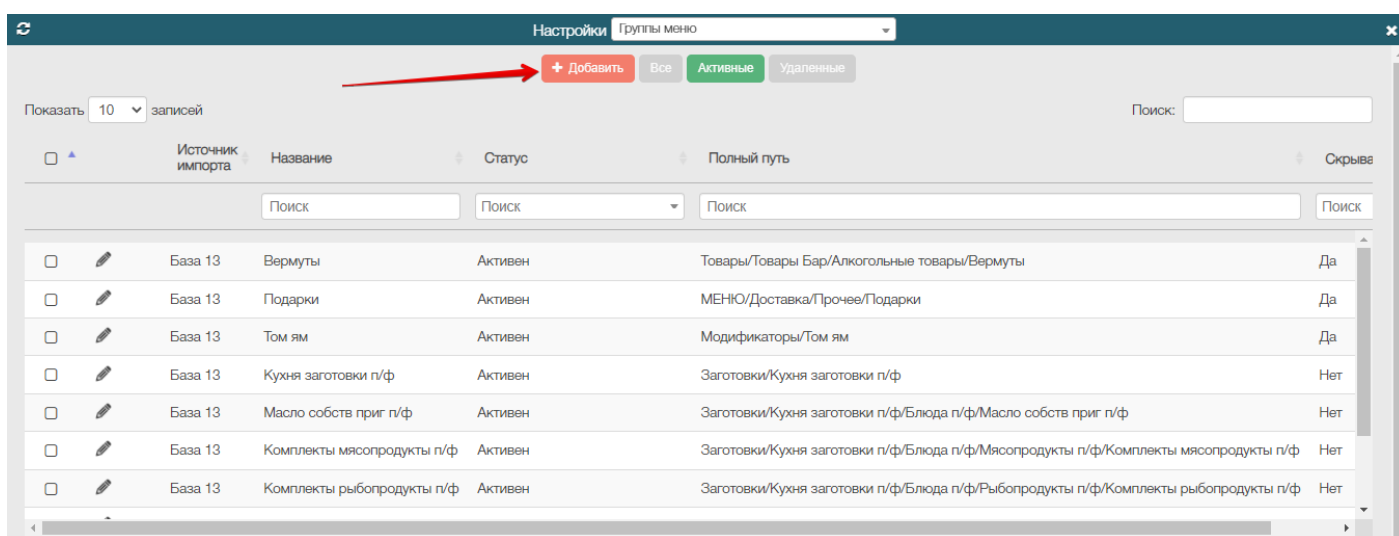 Настройки Группы меню
+ Добавить Все Активные Удаленные
Показать 10 записей Поиск:
Источник импорта Название Статус Полный путь Скрыва
Поиск Поиск Поиск Поиск
База 13 Вермуты Активен Товары/Товары Бар/Алкогольные товары/Вермуты Да
База 13 Подарки Активен МЕНЮ/Доставка/Прочее/Подарки Да
База 13 Том ям Активен Модификаторы/Том ям Да
База 13 Кухня заготовки п/ф Активен Заготовки/Кухня заготовки п/ф Нет
База 13 Масло собств приг п/ф Активен Заготовки/Кухня заготовки п/ф/Блюда п/ф/Масло собств приг п/ф Нет
База 13 Комплекты мясопродукты п/ф Активен Заготовки/Кухня заготовки п/ф/Блюда п/ф/Мясопродукты п/ф/Комплекты мясопродукты п/ф Нет
База 13 Комплекты рыбопродукты п/ф Активен Заготовки/Кухня заготовки п/ф/Блюда п/ф/Рыбопродукты п/ф/Комплекты рыбопродукты п/ф Нет